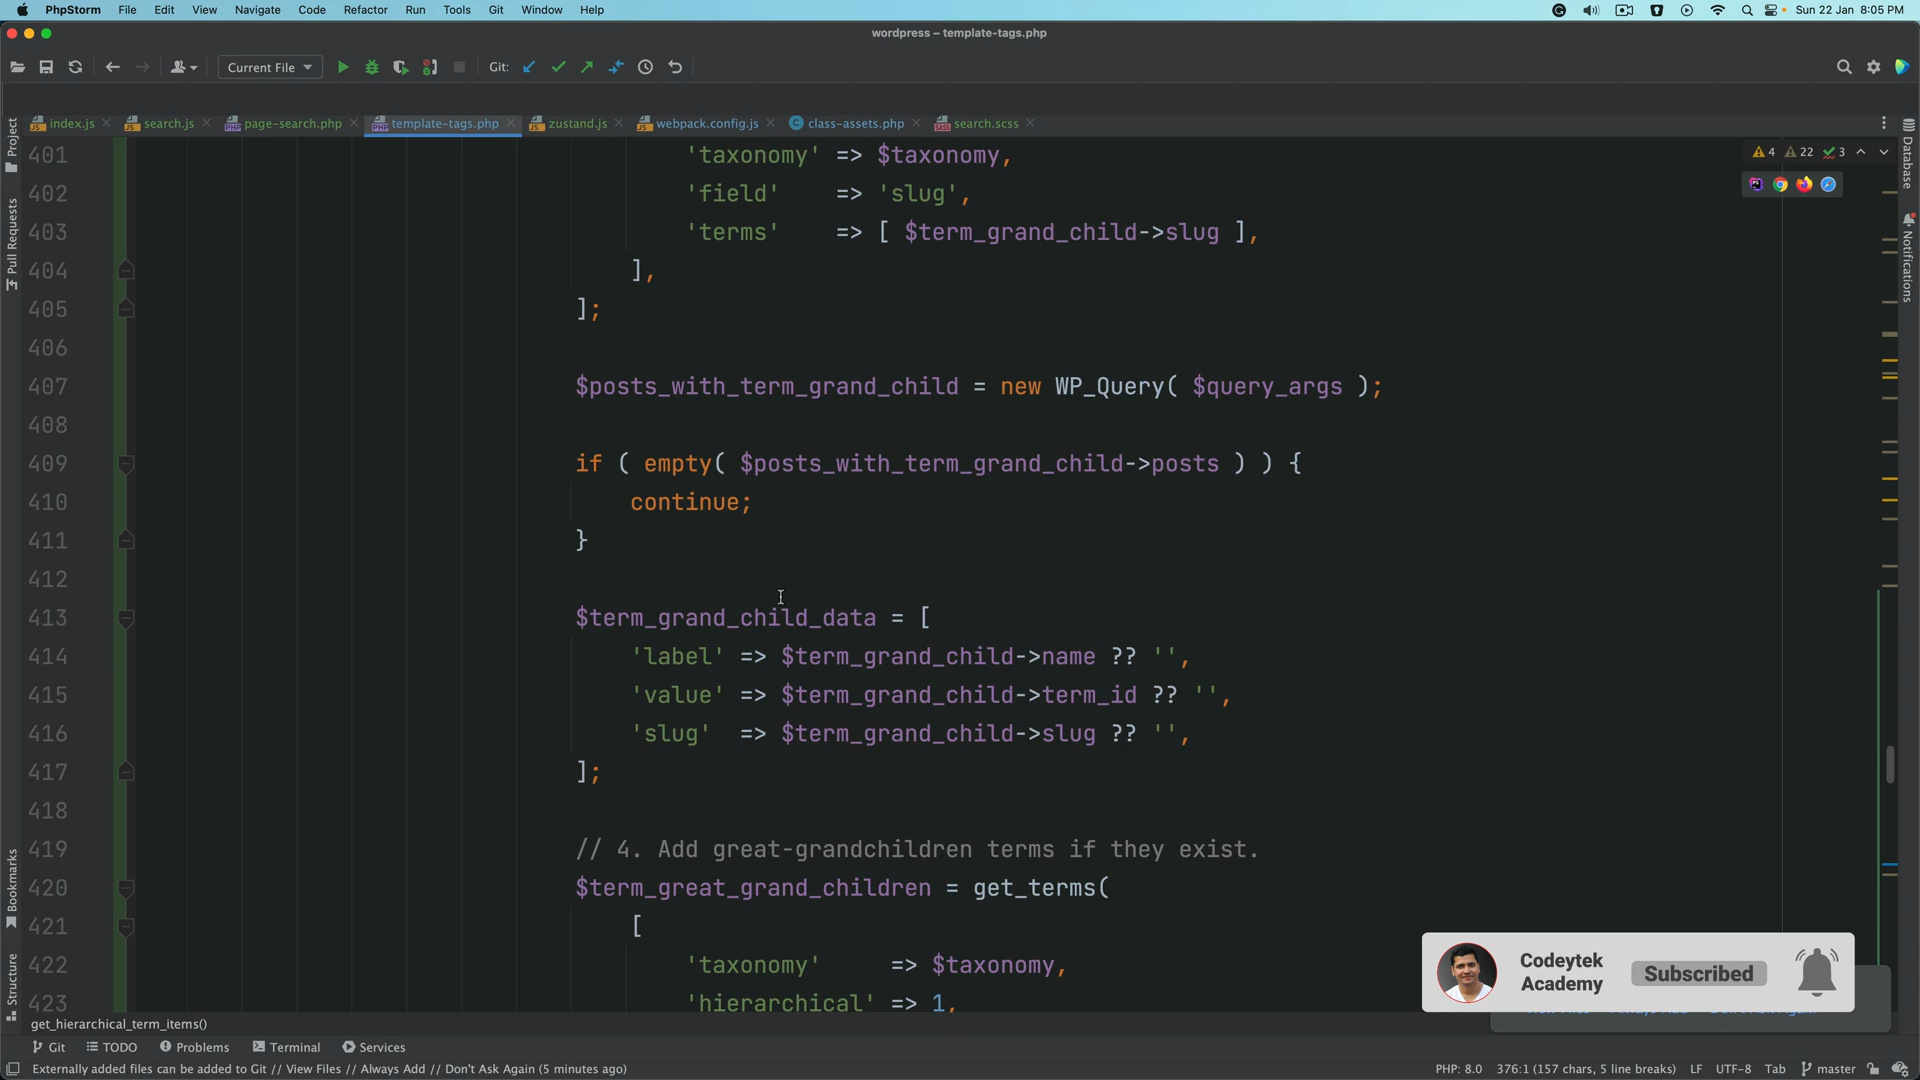 PhpStorm File Edit View Navigate Code Refactor Run Tools Git Window Help Sun 22 Jan 8:05 PM
wordpress – template-tags.php
Current File Git:
index.js search.js page-search.php template-tags.php zustand.js webpack.config.js class-assets.php search.scss
4 22 3
Project
Pull Requests
Bookmarks
Structure
Database
Notifications
401 'taxonomy' => $taxonomy,
402 'field' => 'slug',
403 'terms' => [ $term_grand_child->slug ],
404 ],
405 ];
406
407 $posts_with_term_grand_child = new WP_Query( $query_args );
408
409 if ( empty( $posts_with_term_grand_child->posts ) ) {
410 continue;
411 }
412
413 $term_grand_child_data = [
414 'label' => $term_grand_child->name ?? '',
415 'value' => $term_grand_child->term_id ?? '',
416 'slug' => $term_grand_child->slug ?? '',
417 ];
418
419 // 4. Add great-grandchildren terms if they exist.
420 $term_great_grand_children = get_terms(
421 [
422 'taxonomy' => $taxonomy,
423 'hierarchical' => 1,
Codeytek
Academy
Subscribed
get_hierarchical_term_items()
Git TODO Problems Terminal Services
Externally added files can be added to Git // View Files // Always Add // Don't Ask Again (5 minutes ago) PHP: 8.0 376:1 (157 chars, 5 line breaks) LF UTF-8 Tab master